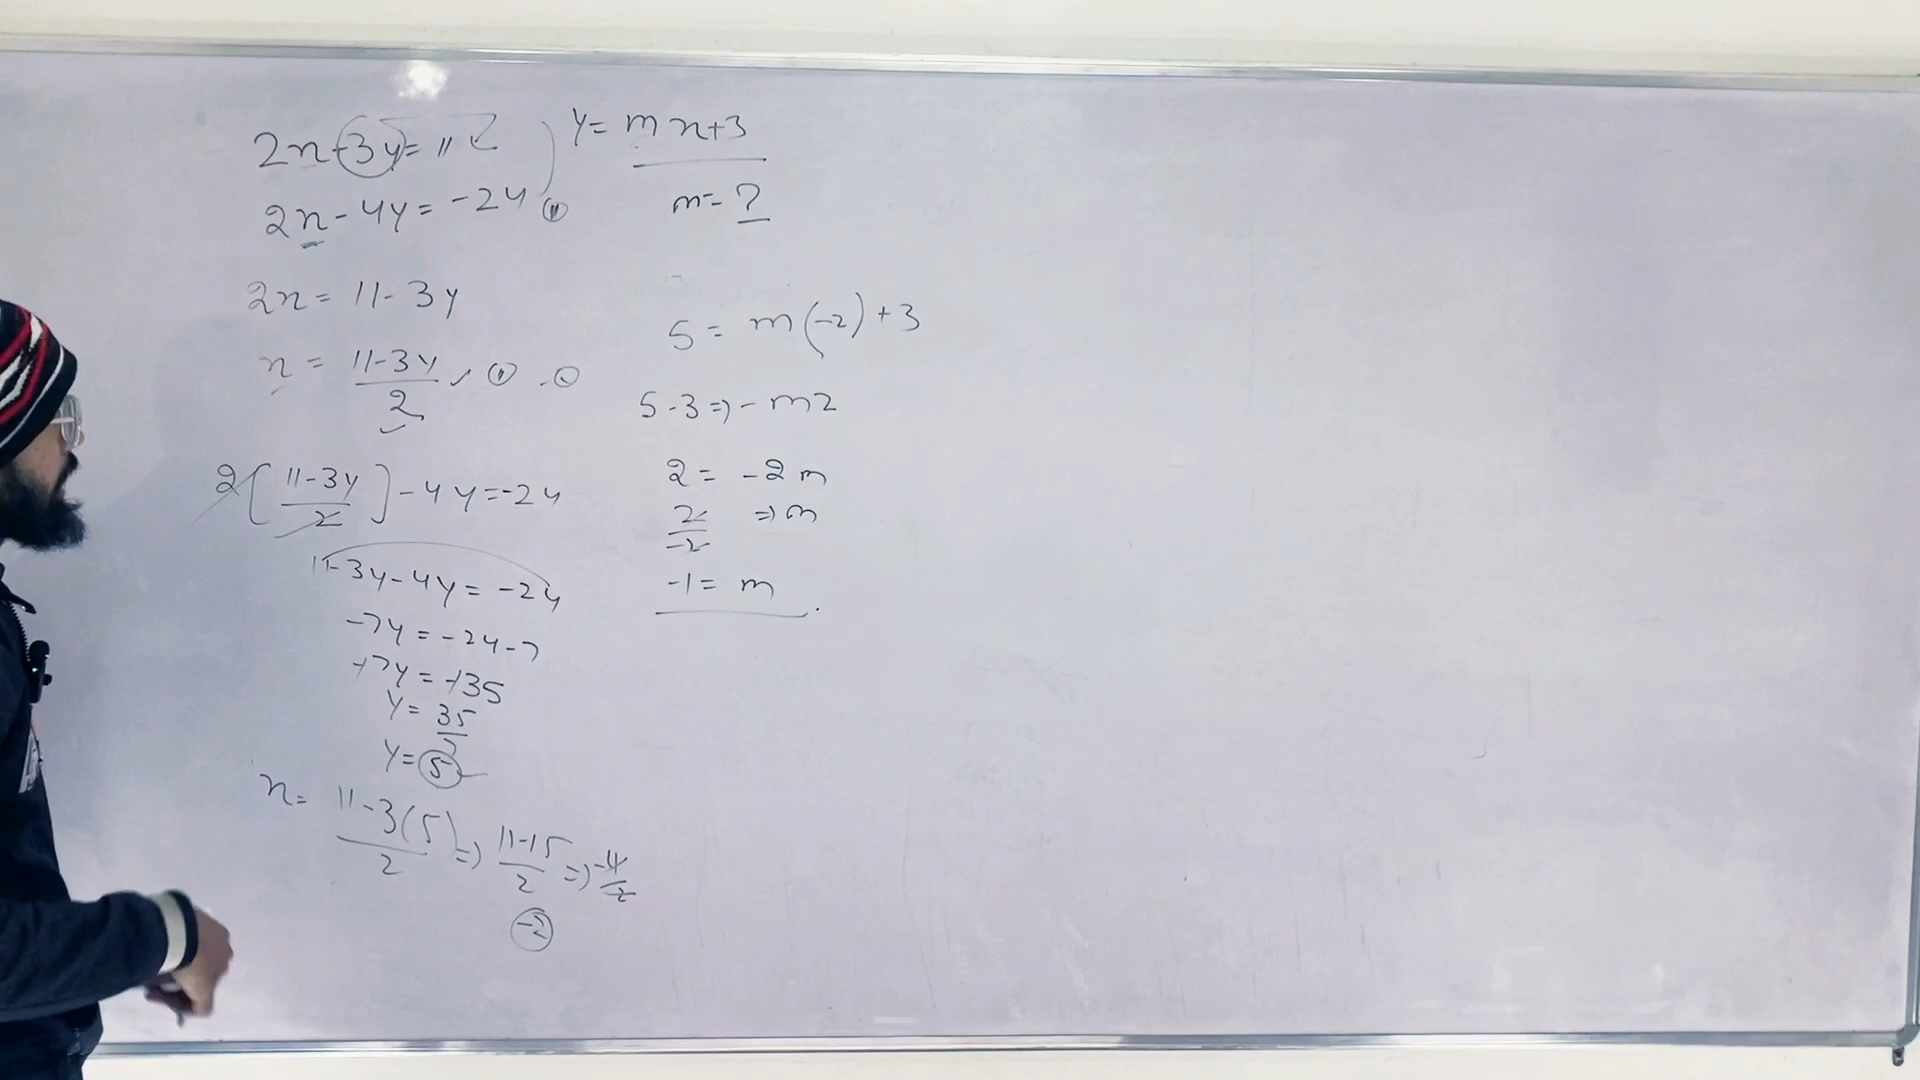 2x+3y=11
2x-4y=-24 (11)
2x=11-3y
x=11-3y/2 (1)
2[11-3y/2]-4y=-24
11-3y-4y=-24
-7y=-24-7
+7y=+35
y=35/7
y=5
x=11-3(5)/2 => 11-15/2 => -4/2
-2
y=mx+3
m=?
5=m(-2)+3
5-3=>-m2
2=-2m
2/-2 =>m
-1=m